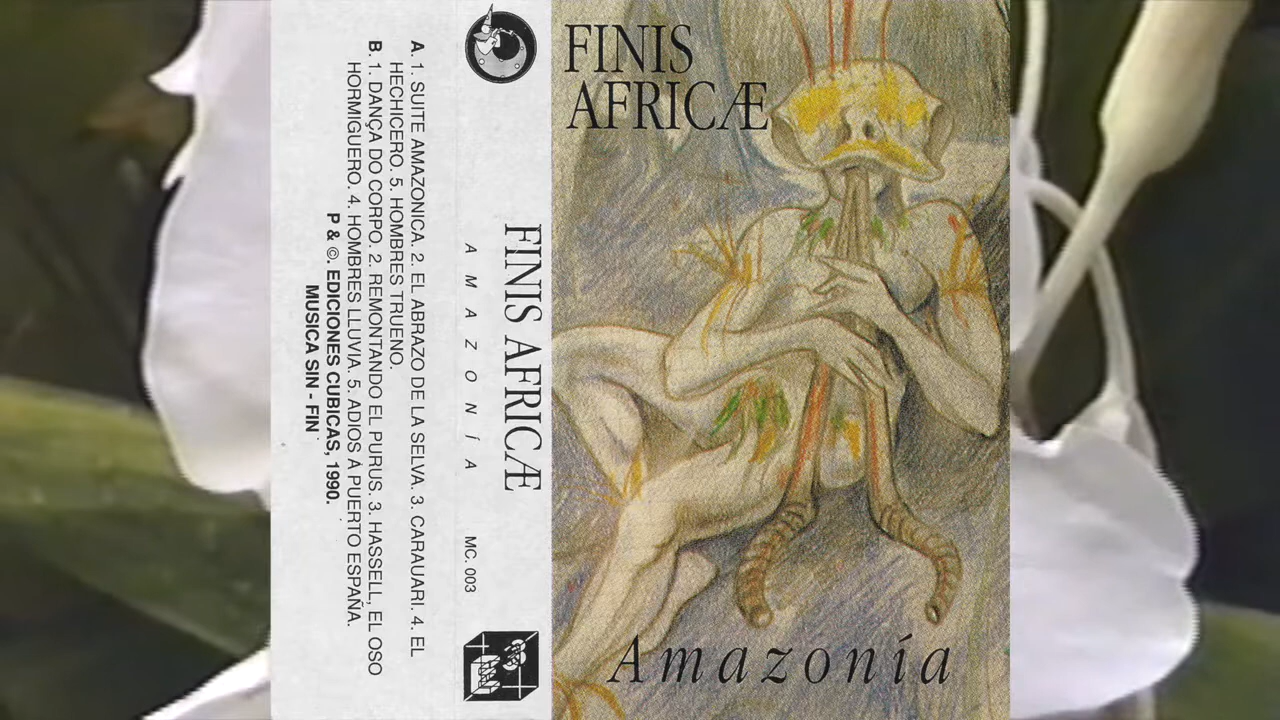 A. 1. SUITE AMAZONICA. 2. EL ABRAZO DE LA SELVA. 3. CARAUARI. 4. EL
HECHICERO. 5. HOMBRES TRUENO.
B. 1. DANÇA DO CORPO. 2. REMONTANDO EL PURUS. 3. HASSELL, EL OSO
HORMIGUERO. 4. HOMBRES LLUVIA. 5. ADIOS A PUERTO ESPAÑA.
P & ©. EDICIONES CUBICAS, 1990.
MUSICA SIN - FIN
FINIS AFRICÆ
AMAZONíA
MC. 003
FINIS
AFRICÆ
Amazonía